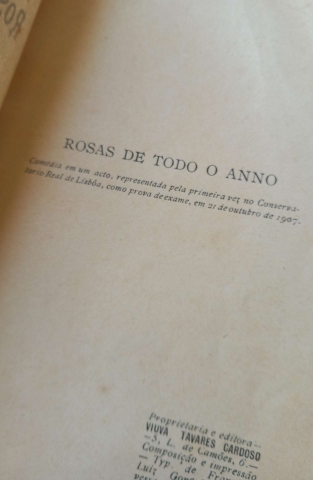 ROSAS DE TODO O ANNO
Comedia em um acto, representada pela primeira vez no Conserva-
torio Real de Lisbôa, como prova de exame, em 21 de outubro de 1907.
Proprietaria e editora—
VIUVA TAVARES CARDOSO
—5, L. de Camões, 6.—
Composição e impressão
— Typ. de
Luiz